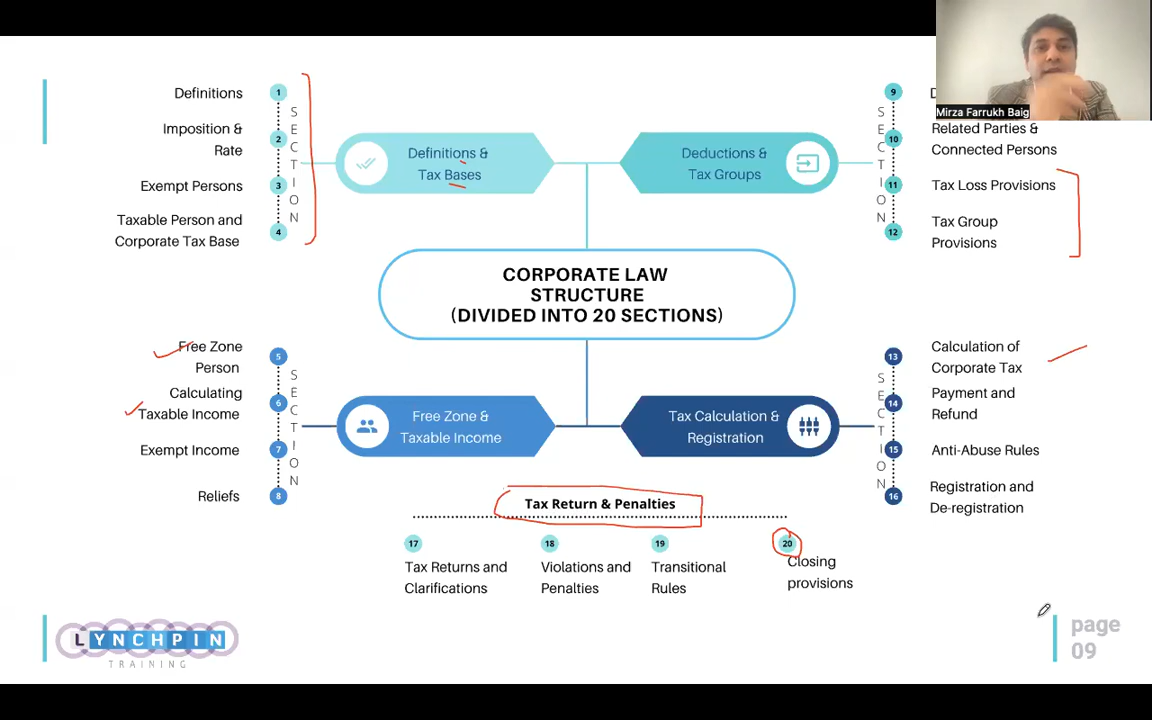 Mirza Farrukh Baig
Definitions
1
Imposition &
Rate
2
Exempt Persons
3
Taxable Person and
Corporate Tax Base
4
SECTION
Definitions &
Tax Bases
Deductions &
Tax Groups
SECTION
9
10
Related Parties &
Connected Persons
11
Tax Loss Provisions
12
Tax Group
Provisions
CORPORATE LAW
STRUCTURE
(DIVIDED INTO 20 SECTIONS)
Free Zone
Person
5
Calculating
Taxable Income
6
Exempt Income
7
Reliefs
8
SECTION
Free Zone &
Taxable Income
Tax Calculation &
Registration
SECTION
13
Calculation of
Corporate Tax
14
Payment and
Refund
15
Anti-Abuse Rules
16
Registration and
De-registration
Tax Return & Penalties
17
Tax Returns and
Clarifications
18
Violations and
Penalties
19
Transitional
Rules
20
Closing
provisions
LYNCHPIN
TRAINING
page
09